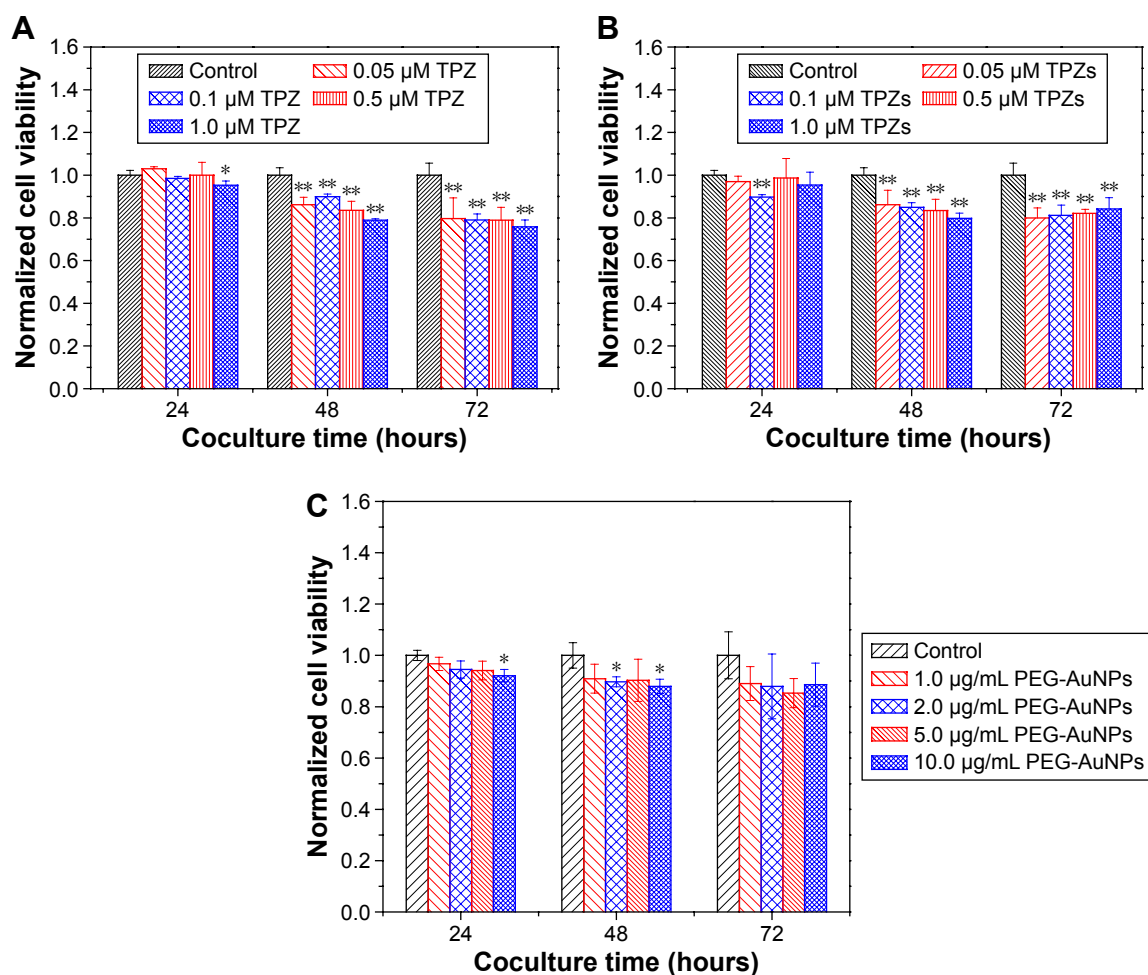 A
Normalized cell viability
1.6
1.4
1.2
1.0
0.8
0.6
0.4
0.2
0.0
Control
0.05 µM TPZ
0.1 µM TPZ
0.5 µM TPZ
1.0 µM TPZ
*
** ** ** **
** ** ** **
24 48 72
Coculture time (hours)
B
Normalized cell viability
1.6
1.4
1.2
1.0
0.8
0.6
0.4
0.2
0.0
Control
0.05 µM TPZs
0.1 µM TPZs
0.5 µM TPZs
1.0 µM TPZs
**
** ** ** **
** ** ** **
24 48 72
Coculture time (hours)
C
Normalized cell viability
1.6
1.4
1.2
1.0
0.8
0.6
0.4
0.2
0.0
*
* *
24 48 72
Coculture time (hours)
Control
1.0 µg/mL PEG-AuNPs
2.0 µg/mL PEG-AuNPs
5.0 µg/mL PEG-AuNPs
10.0 µg/mL PEG-AuNPs